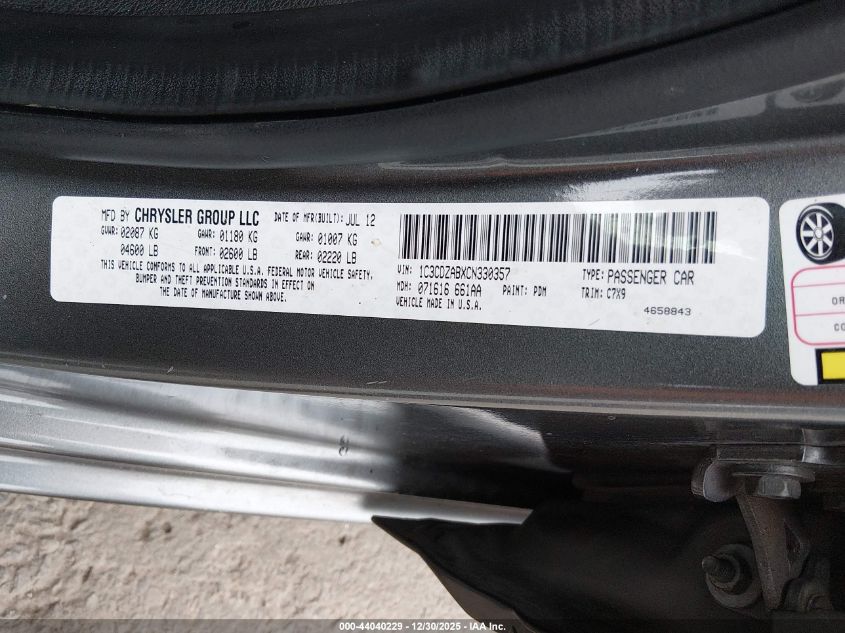 MFD BY CHRYSLER GROUP LLC DATE OF MFR(BUILT): JUL 12
GVWR: 02087 KG GAWR: 01180 KG GAWR: 01007 KG
04600 LB FRONT: 02600 LB REAR: 02220 LB
THIS VEHICLE CONFORMS TO APPLICABLE U.S.A. FEDERAL MOTOR VEHICLE SAFETY,
BUMPER AND THEFT PREVENTION STANDARDS IN EFFECT ON
THE DATE OF MANUFACTURE SHOWN ABOVE.
VIN: 1C3CDZABXCN330357 TYPE: PASSENGER CAR
MDH: 071616 661AA PAINT: PDM TRIM: C7X9
VEHICLE MADE IN U.S.A.
4658843
OR
CO
000-44040229 - 12/30/2025 - IAA Inc.